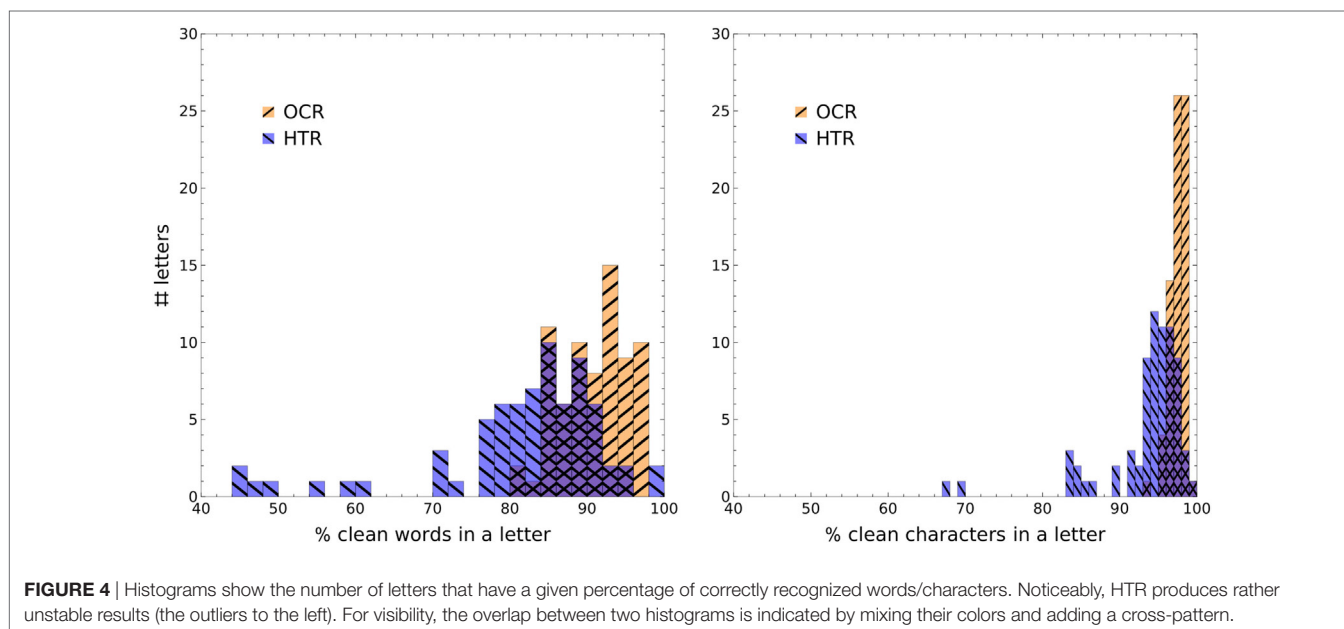 30
25
20
15
10
5
0
# letters
OCR
HTR
40 50 60 70 80 90 100
% clean words in a letter
30
25
20
15
10
5
0
OCR
HTR
40 50 60 70 80 90 100
% clean characters in a letter
FIGURE 4 | Histograms show the number of letters that have a given percentage of correctly recognized words/characters. Noticeably, HTR produces rather
unstable results (the outliers to the left). For visibility, the overlap between two histograms is indicated by mixing their colors and adding a cross-pattern.